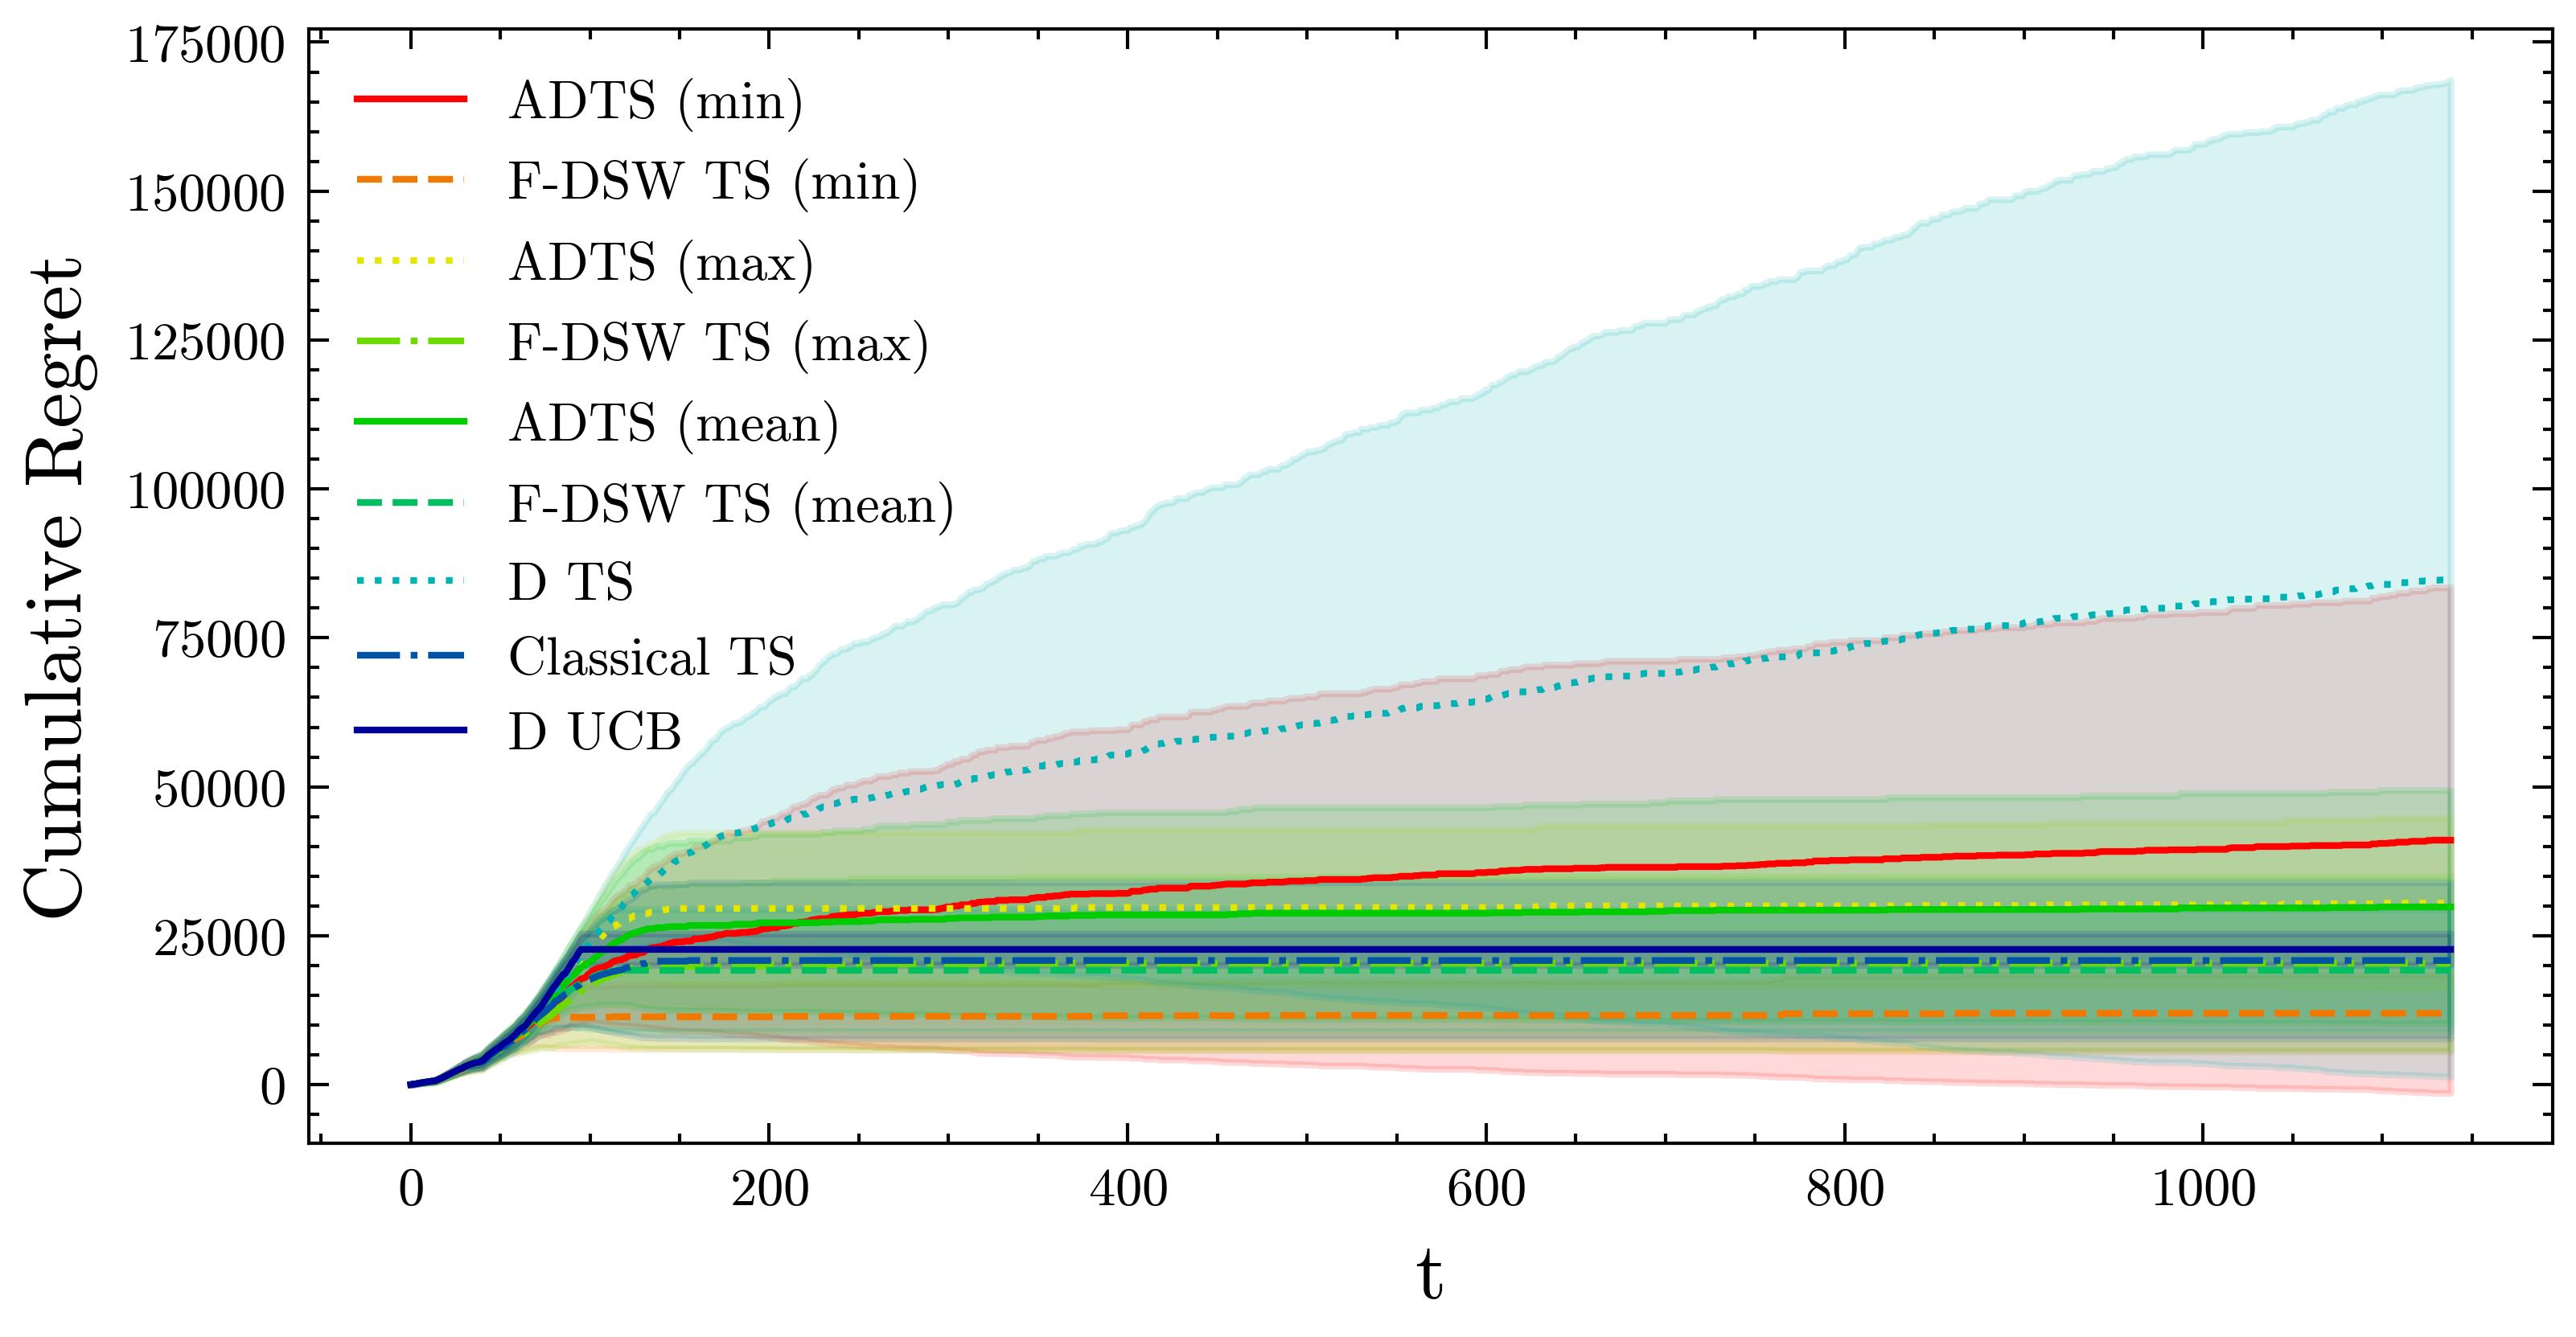 175000
150000
125000
100000
75000
50000
25000
0
Cumulative Regret
ADTS (min)
F-DSW TS (min)
ADTS (max)
F-DSW TS (max)
ADTS (mean)
F-DSW TS (mean)
D TS
Classical TS
D UCB
0 200 400 600 800 1000
t